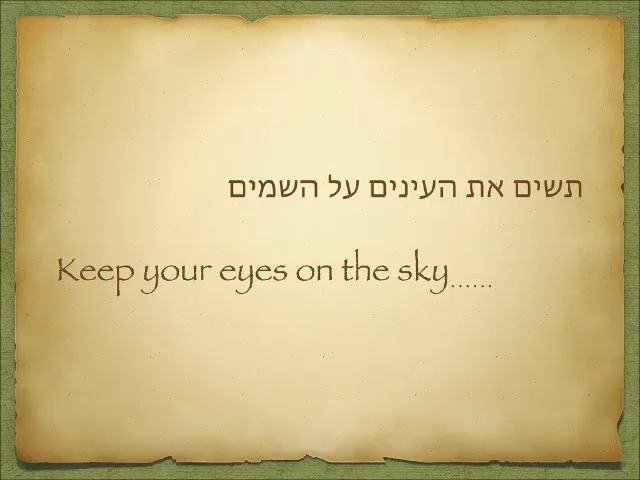 תשים את העינים על השמים
Keep your eyes on the sky......